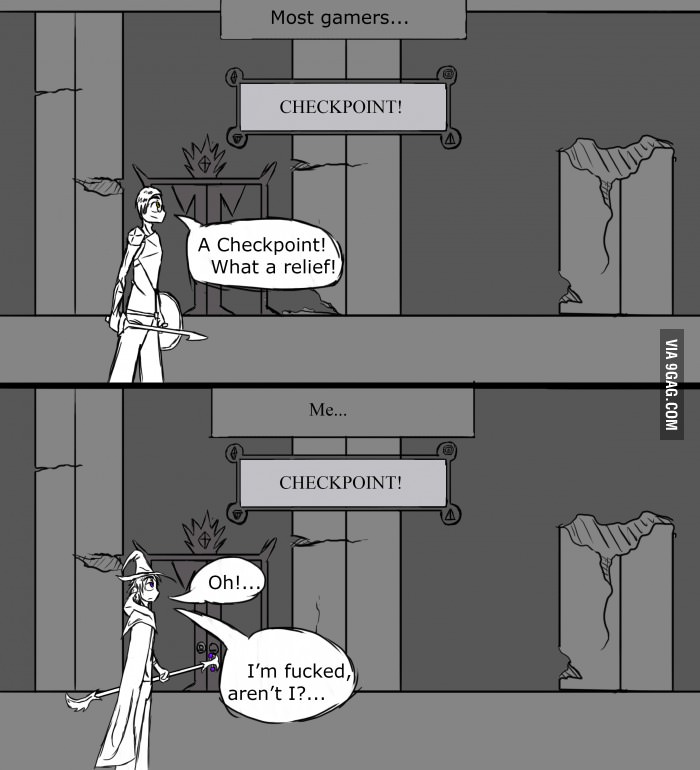 Most gamers...
CHECKPOINT!
A Checkpoint!
What a relief!
VIA 9GAG.COM
Me...
CHECKPOINT!
Oh!...
I'm fucked,
aren't I?...